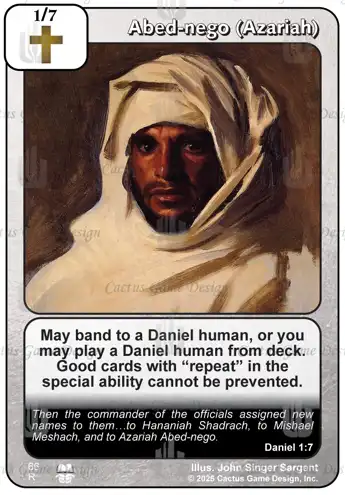 1/7
Abed-nego (Azariah)
Cactus Game Design
May band to a Daniel human, or you
may play a Daniel human from deck.
Good cards with “repeat” in the
special ability cannot be prevented.
Then the commander of the officials assigned new
names to them…to Hananiah Shadrach, to Mishael
Meshach, and to Azariah Abed-nego.
Daniel 1:7
R
Illus. John Singer Sargent
© 2025 Cactus Game Design, Inc.